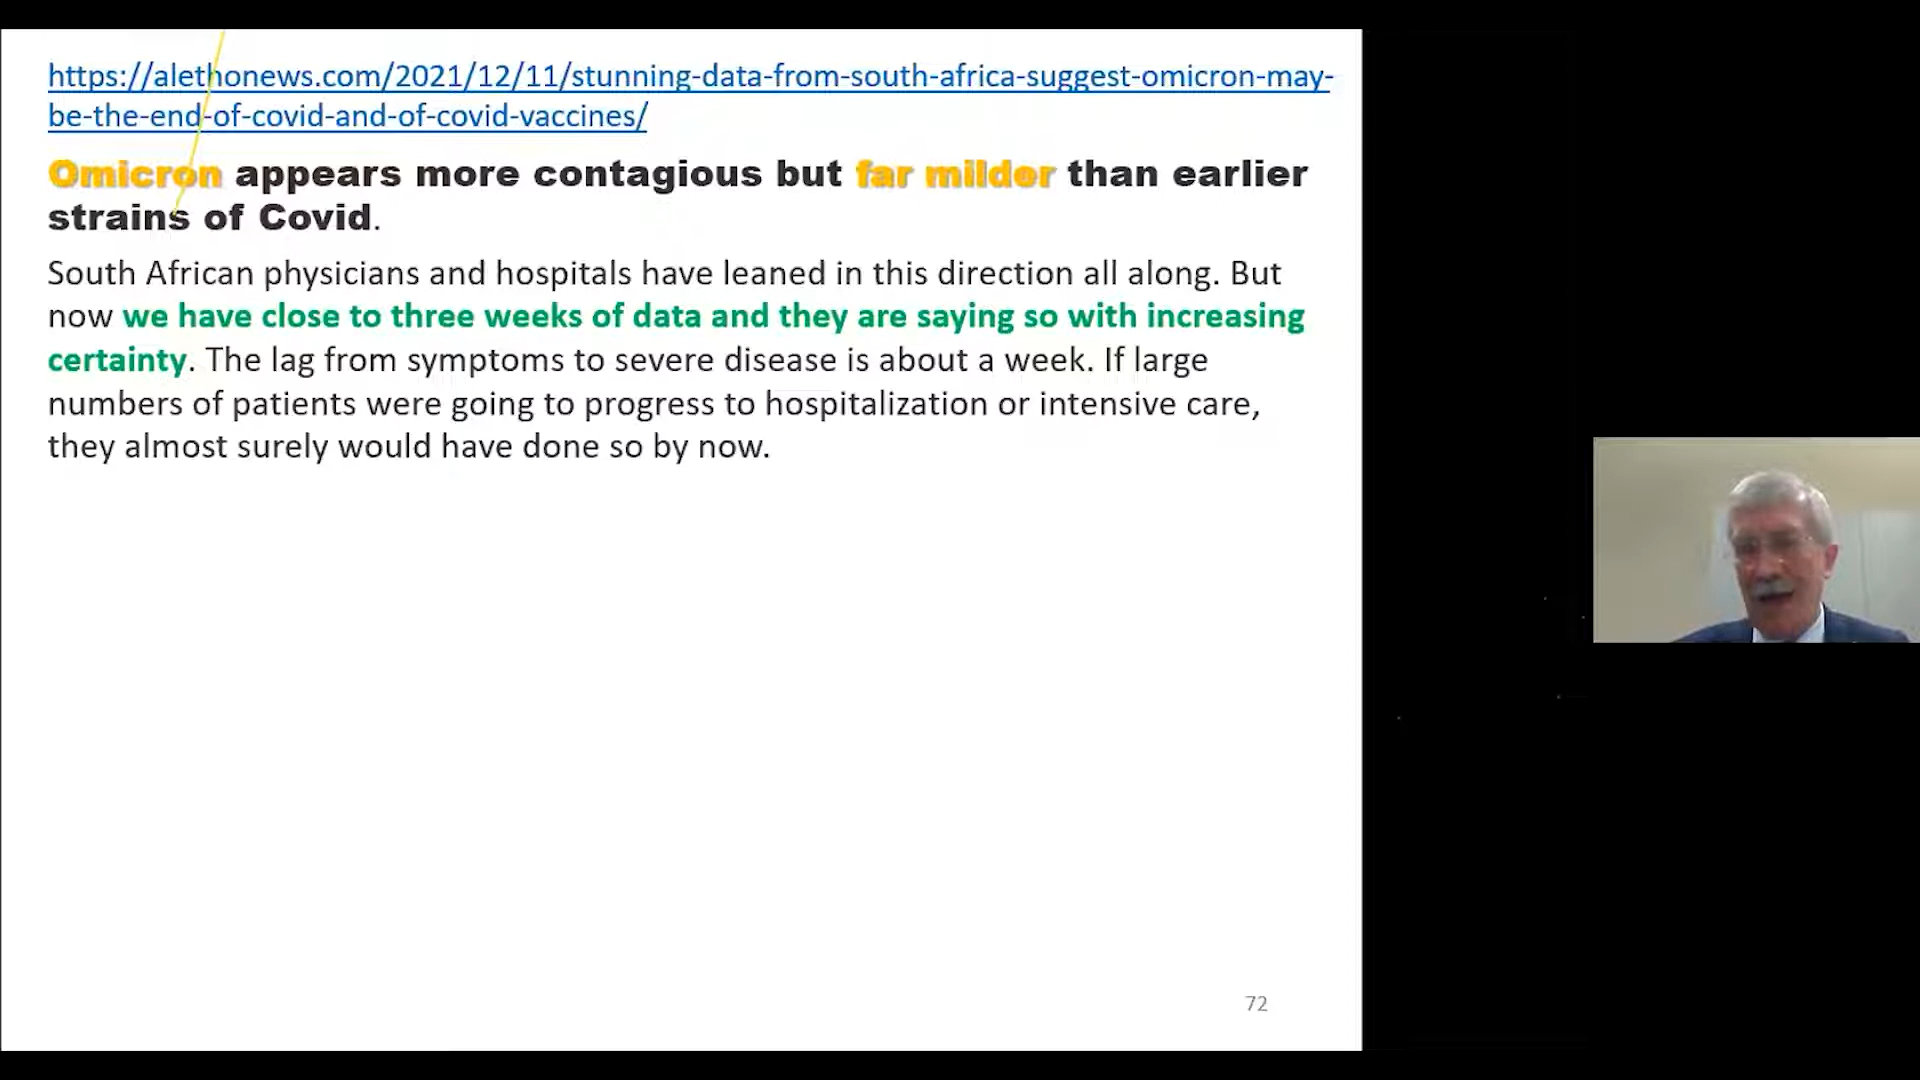 https://alethonews.com/2021/12/11/stunning-data-from-south-africa-suggest-omicron-may-
be-the-end-of-covid-and-of-covid-vaccines/
Omicron appears more contagious but far milder than earlier
strains of Covid.
South African physicians and hospitals have leaned in this direction all along. But
now we have close to three weeks of data and they are saying so with increasing
certainty. The lag from symptoms to severe disease is about a week. If large
numbers of patients were going to progress to hospitalization or intensive care,
they almost surely would have done so by now.
72